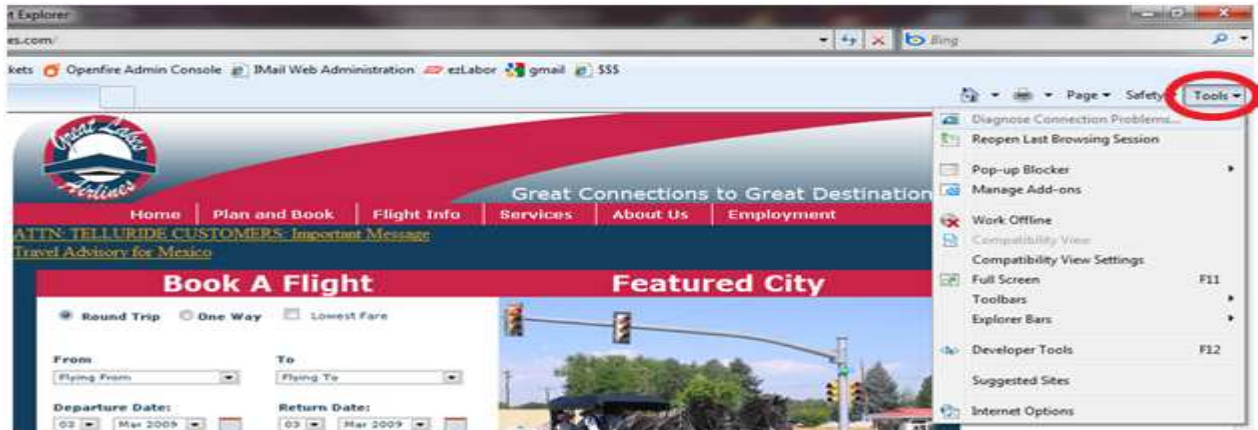 t Explorer
es.com/
Bing
kets Openfire Admin Console IMail Web Administration ezLabor gmail $$$
Page Safety Tools
Great Lakes
Airlines
Great Connections to Great Destination
Home Plan and Book Flight Info Services About Us Employment
ATTN: TELLURIDE CUSTOMERS: Important Message
Travel Advisory for Mexico
Book A Flight
Featured City
Round Trip One Way Lowest Fare
From To
Flying From Flying To
Departure Date: Return Date:
03 Mar 2009 03 Mar 2009
Diagnose Connection Problems...
Reopen Last Browsing Session
Pop-up Blocker
Manage Add-ons
Work Offline
Compatibility View
Compatibility View Settings
Full Screen F11
Toolbars
Explorer Bars
Developer Tools F12
Suggested Sites
Internet Options